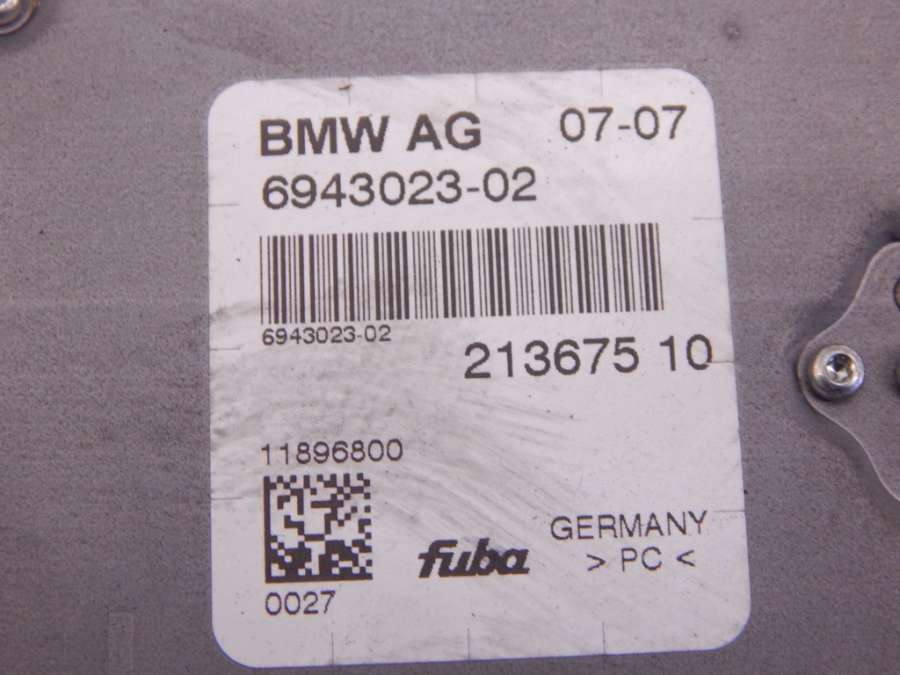 BMW AG 07-07
6943023-02
6943023-02
213675 10
11896800
fuba GERMANY
> PC <
0027